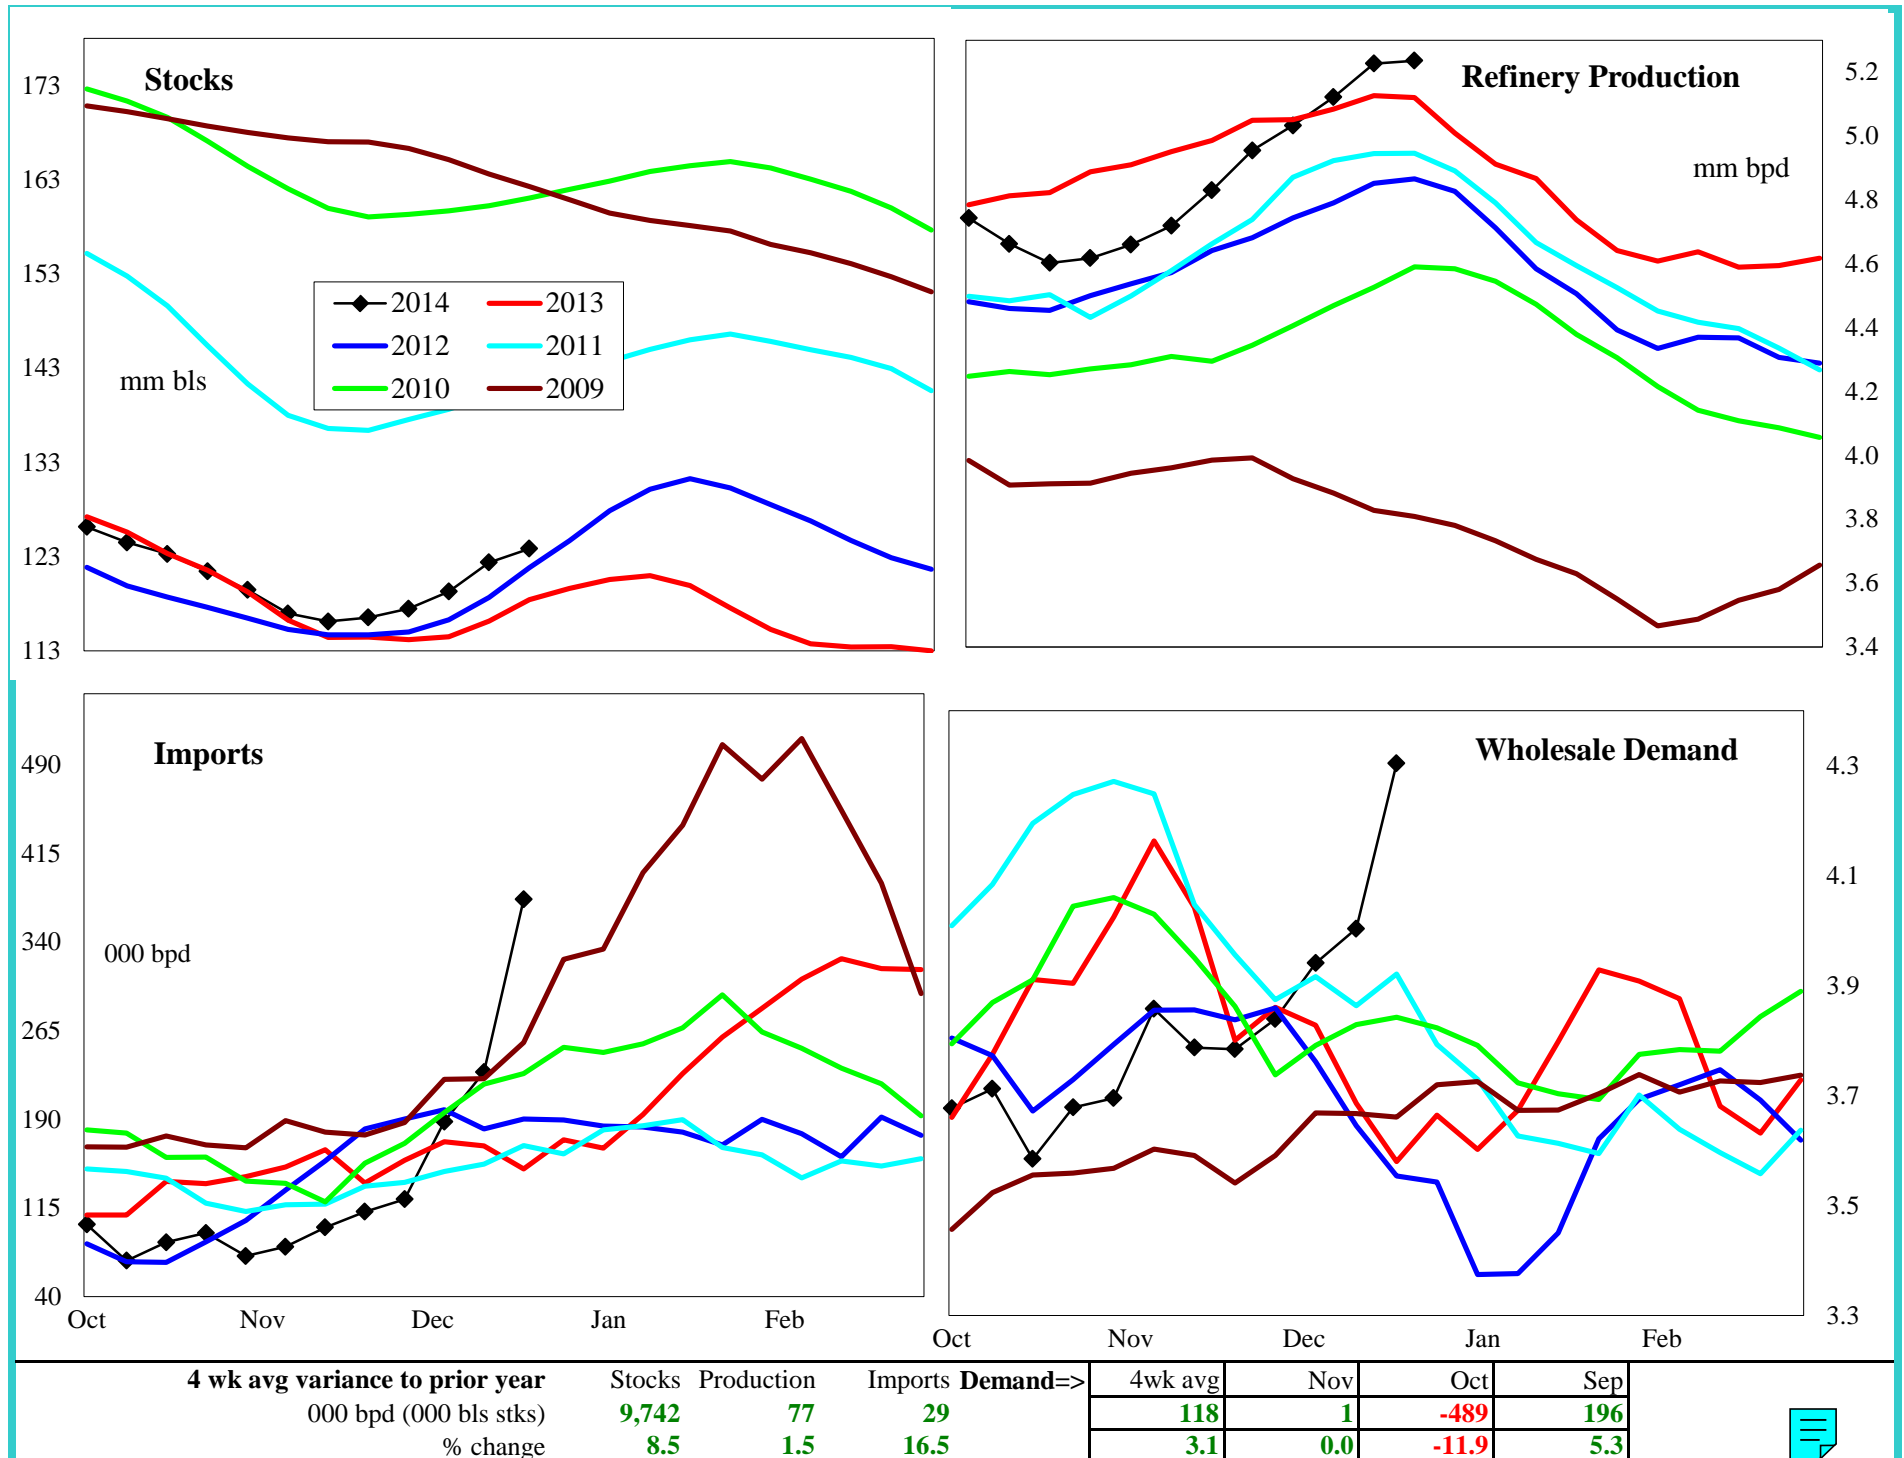 Stocks
173
163
153
143
133
123
113
mm bls
2014 2013
2012 2011
2010 2009
Refinery Production
mm bpd
5.2
5.0
4.8
4.6
4.4
4.2
4.0
3.8
3.6
3.4
Imports
490
415
340
265
190
115
40
000 bpd
Oct Nov Dec Jan Feb
Wholesale Demand
4.3
4.1
3.9
3.7
3.5
3.3
Oct Nov Dec Jan Feb
4 wk avg variance to prior year Stocks Production Imports Demand=> 4wk avg Nov Oct Sep
000 bpd (000 bls stks) 9,742 77 29 118 1 -489 196
% change 8.5 1.5 16.5 3.1 0.0 -11.9 5.3